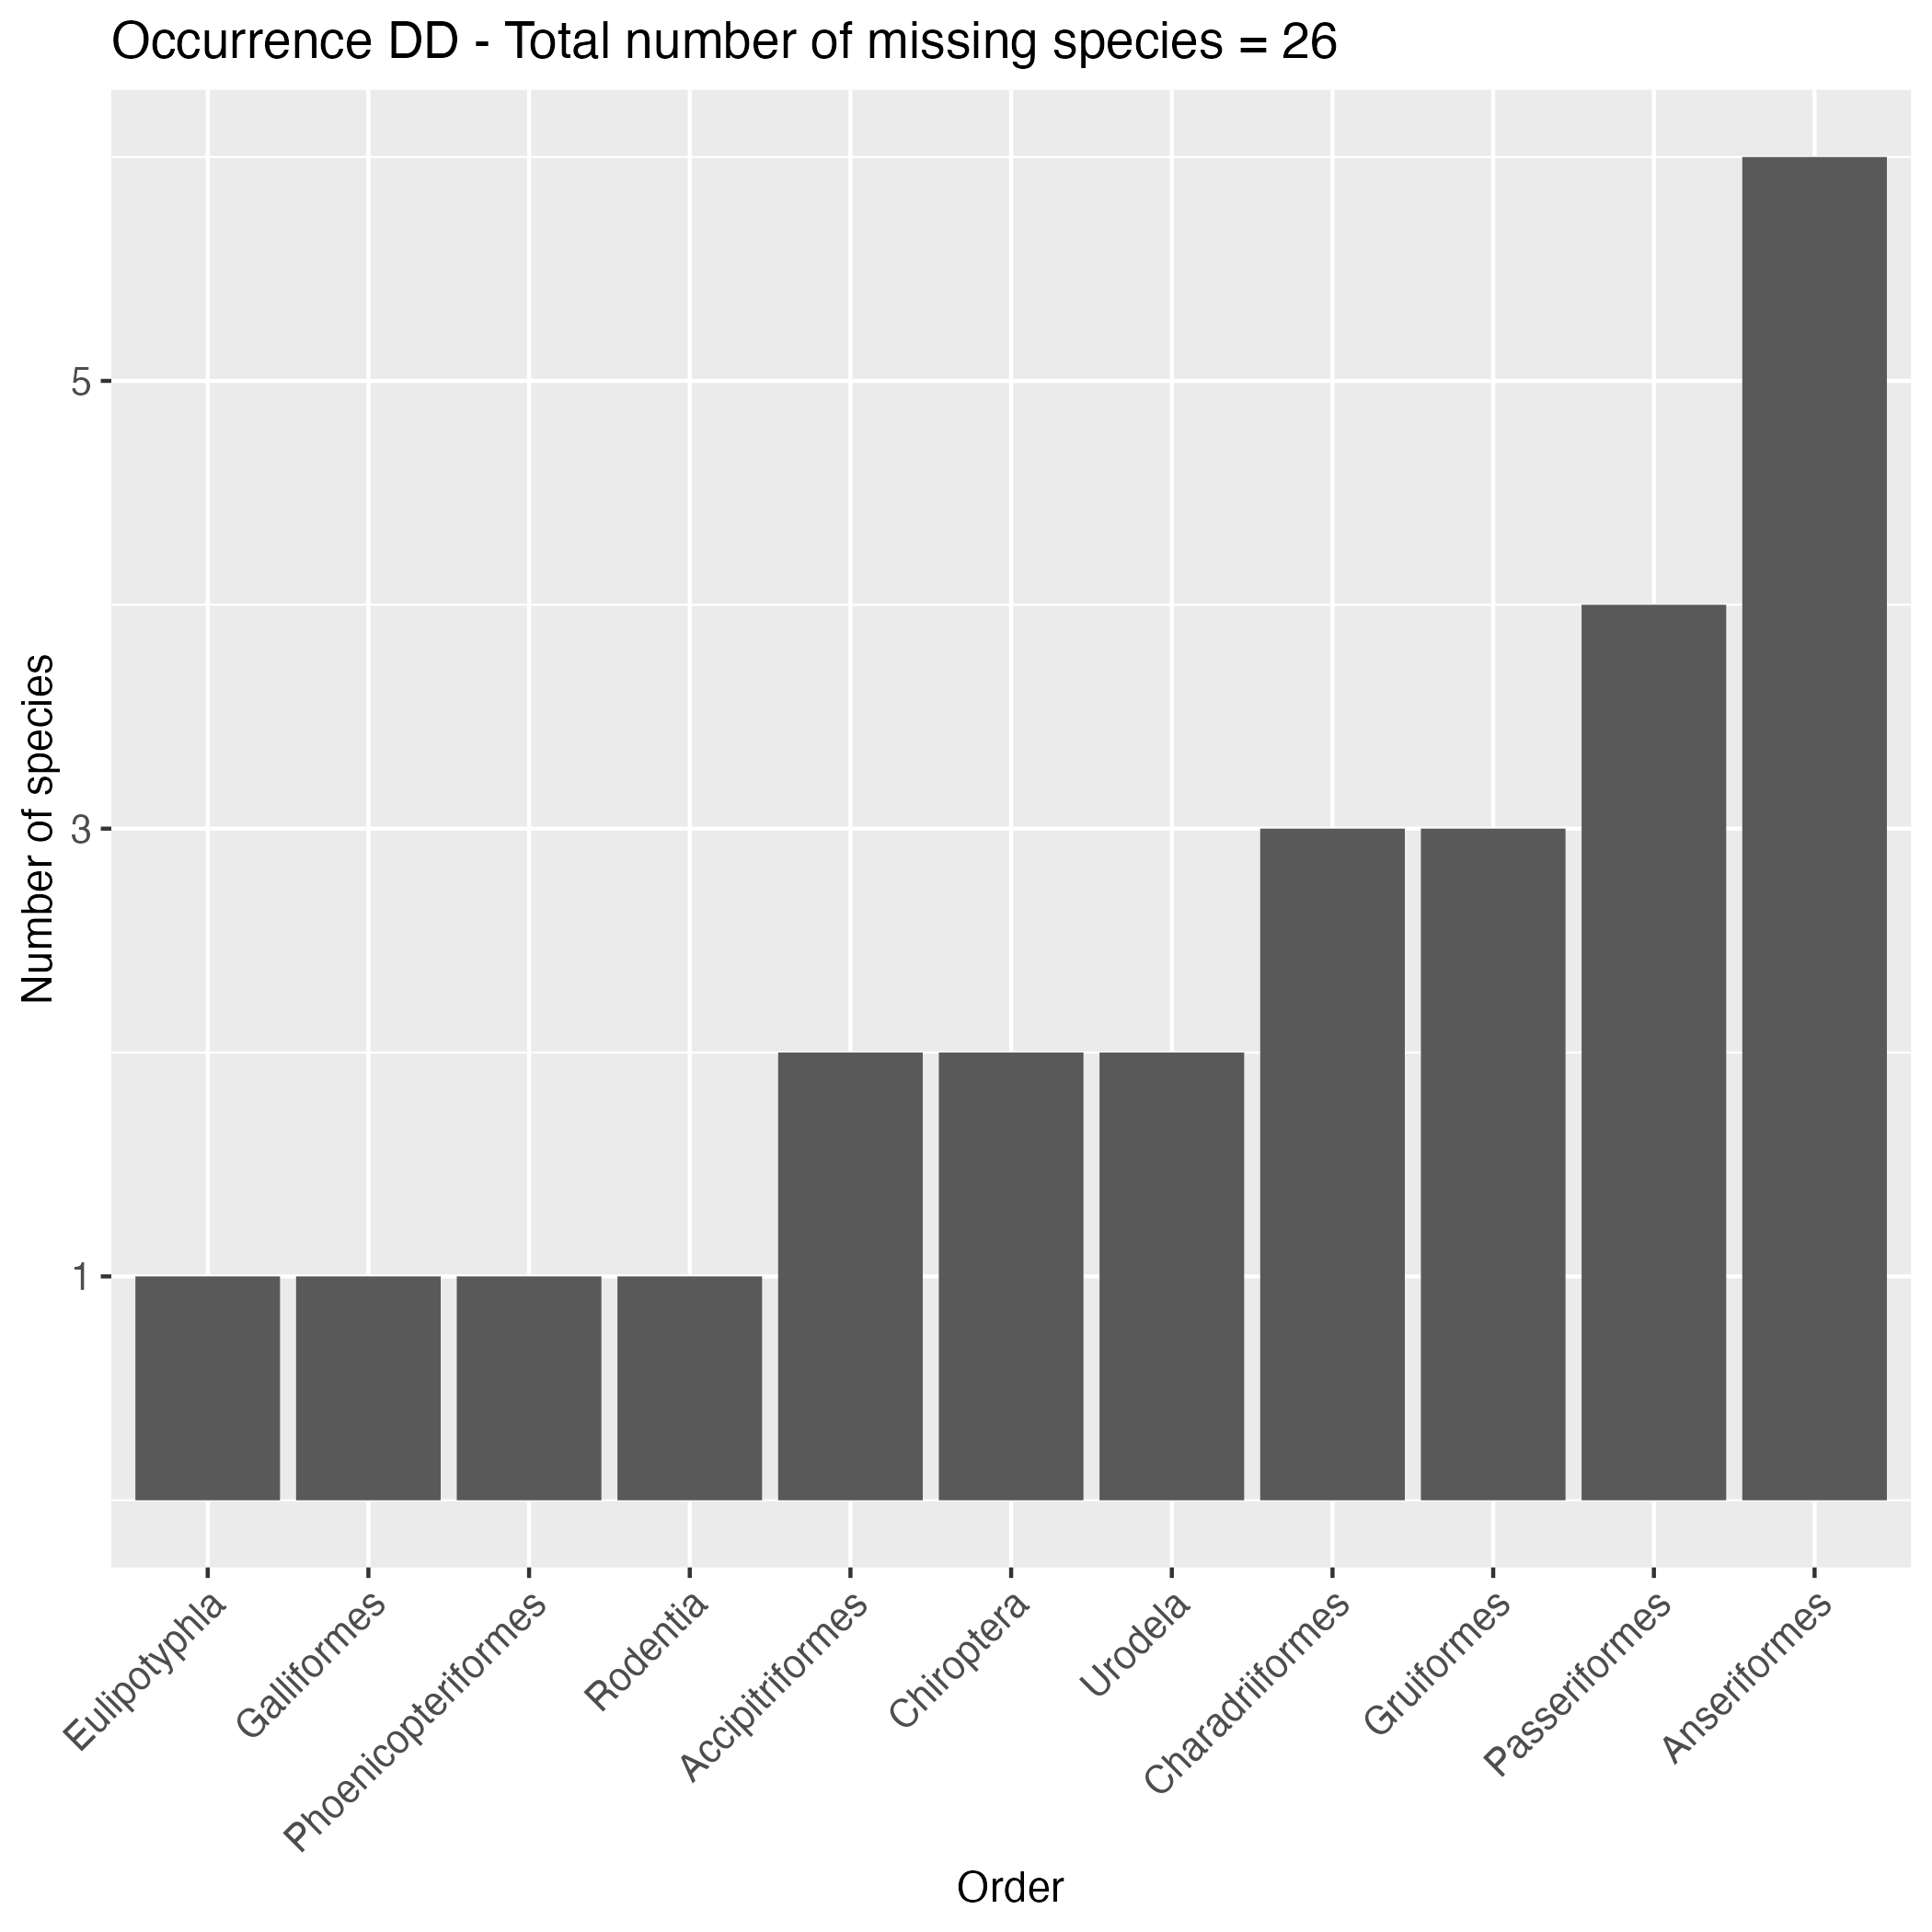 Occurrence DD - Total number of missing species = 26
Number of species
5
3
1
Eulipotyphla
Galliformes
Phoenicopteriformes
Rodentia
Accipitriformes
Chiroptera
Urodela
Charadriiformes
Gruiformes
Passeriformes
Anseriformes
Order